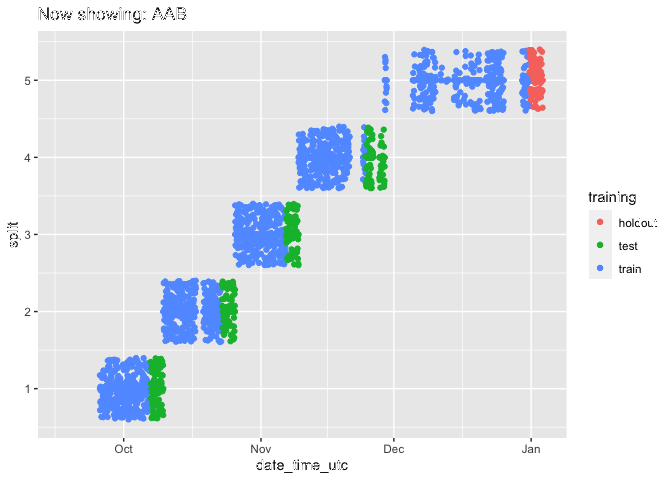 Now showing: AAB
5
4
3
2
1
split
Oct
Nov
Dec
Jan
date_time_utc
training
holdout
test
train